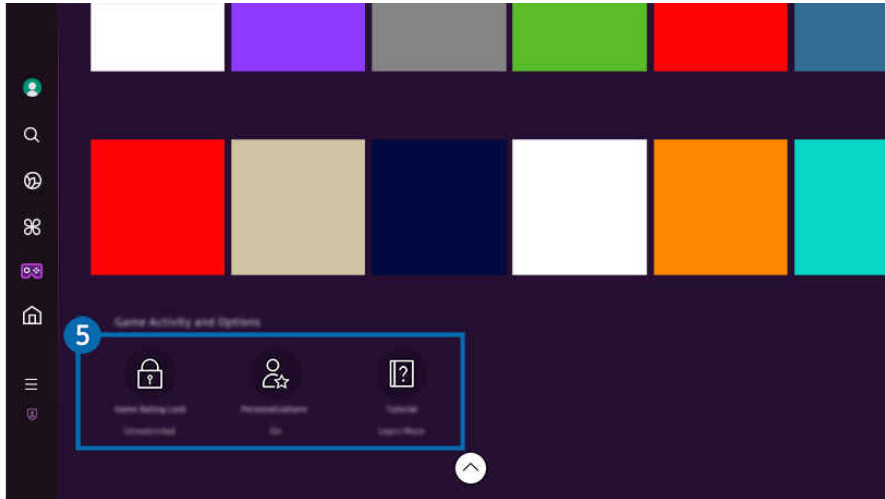 Game Activity and Options
5
Game Rating Lock
Personalizations
Tutorial
Unrestricted
On
Learn More